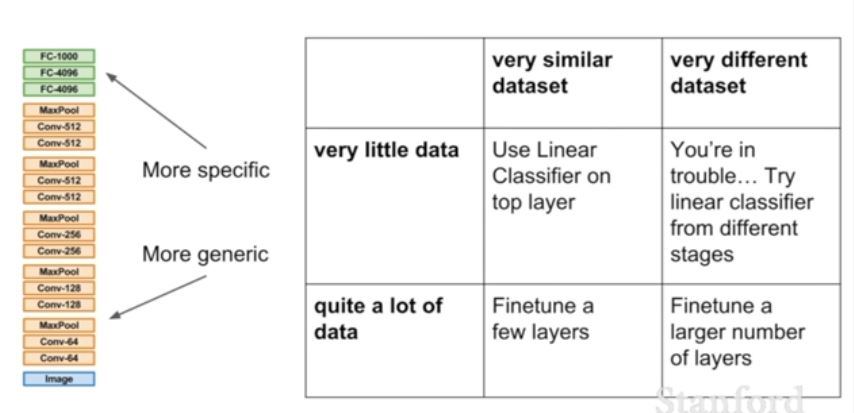 FC-1000
FC-4096
FC-4096
MaxPool
Conv-512
Conv-512
MaxPool
Conv-512
Conv-512
MaxPool
Conv-256
Conv-256
MaxPool
Conv-128
Conv-128
MaxPool
Conv-64
Conv-64
Image
More specific
More generic
very similar
dataset
very different
dataset
very little data
Use Linear
Classifier on
top layer
You're in
trouble... Try
linear classifier
from different
stages
quite a lot of
data
Finetune a
few layers
Finetune a
larger number
of layers
Stanford